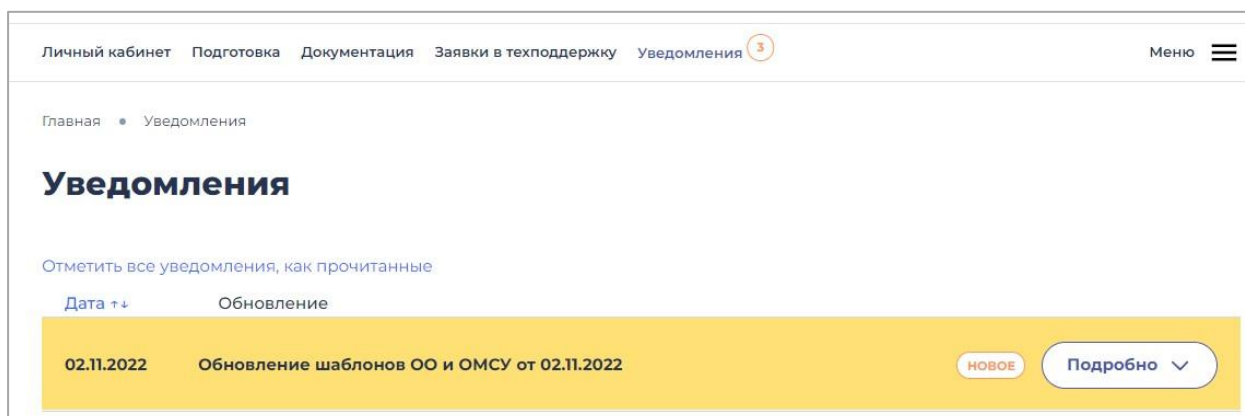 Личный кабинет Подготовка Документация Заявки в техподдержку Уведомления 3 Меню
Главная • Уведомления
Уведомления
Отметить все уведомления, как прочитанные
Дата ↑↓ Обновление
02.11.2022 Обновление шаблонов ОО и ОМСУ от 02.11.2022 НОВОЕ Подробно